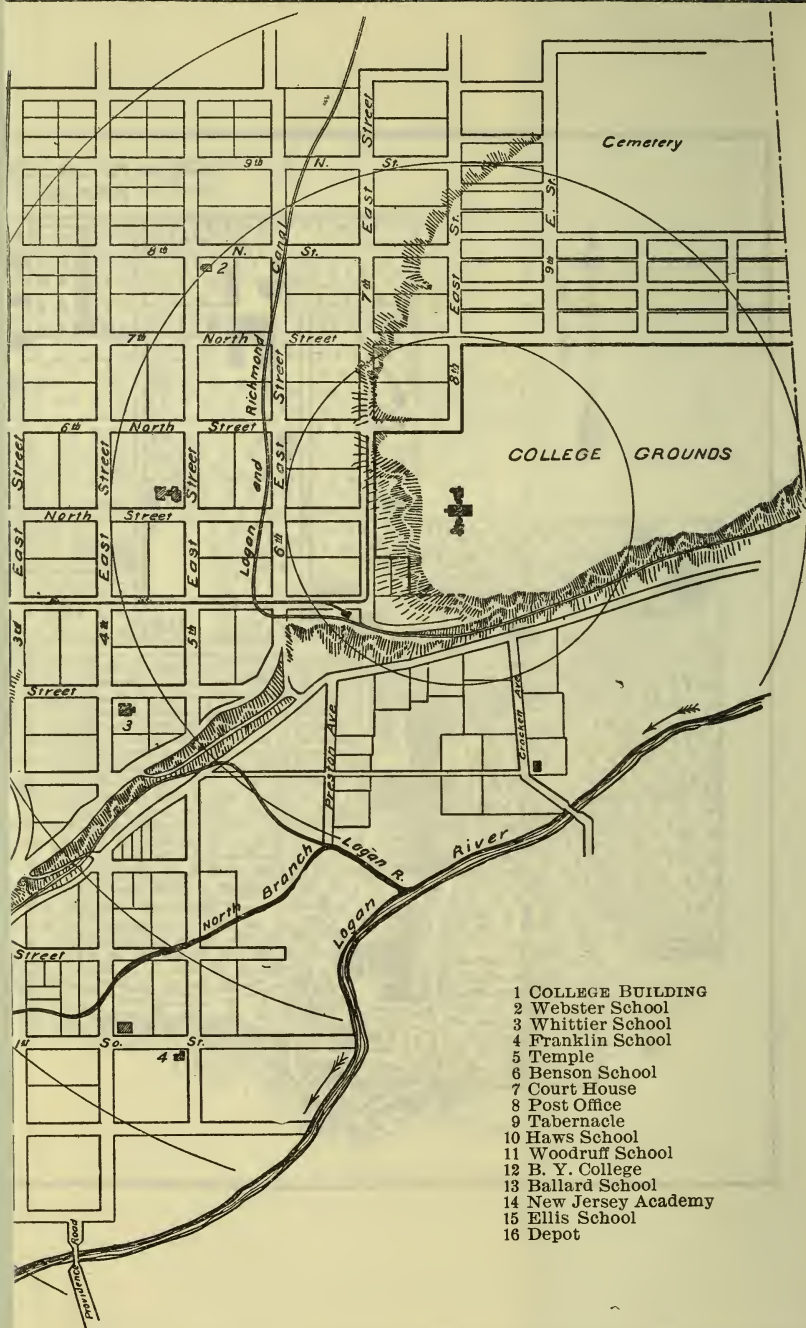 Cemetery
9th N. St.
Street
East
St.
East
9th
E. St.
8th N. St.
2
Canal
7th
7th North Street
Richmond
Street
8th
6th North Street
Street
East
Street
East
Street
East
East
COLLEGE GROUNDS
North Street
and
Logan
6th
3rd
4th
5th
Street
3
Preston Ave
Crocken Ave
Logan R.
River
North Branch
Logan
Street
1st So. St.
4
Providence Road
1 COLLEGE BUILDING
2 Webster School
3 Whittier School
4 Franklin School
5 Temple
6 Benson School
7 Court House
8 Post Office
9 Tabernacle
10 Haws School
11 Woodruff School
12 B. Y. College
13 Ballard School
14 New Jersey Academy
15 Ellis School
16 Depot